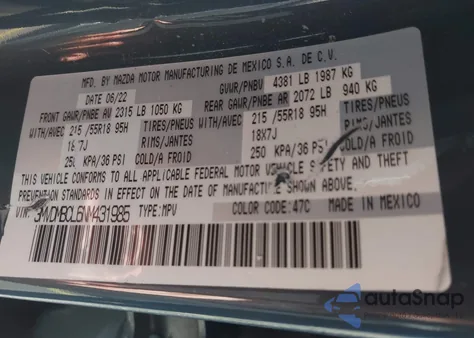 MFD. BY MAZDA MOTOR MANUFACTURING DE MEXICO S.A. DE C.V.
DATE 06/22 GVWR/PNBV 4381 LB 1987 KG
FRONT GAWR/PNBE AV 2315 LB 1050 KG REAR GAWR/PNBE AR 2072 LB 940 KG
WITH/AVEC 215 /55R18 95H TIRES/PNEUS WITH/AVEC 215 /55R18 95H TIRES/PNEUS
7J RIMS/JANTES 18X7J RIMS/JANTES
KPA/36 PSI COLD/A FROID 250 KPA/36 PSI COLD/A FROID
THIS VEHICLE CONFORMS TO ALL APPLICABLE FEDERAL MOTOR VEHICLE SAFETY AND THEFT
PREVENTION STANDARDS IN EFFECT ON THE DATE OF MANUFACTURE SHOWN ABOVE.
VIN: TYPE:MPV COLOR CODE:47C MADE IN MEXICO
autoSnap